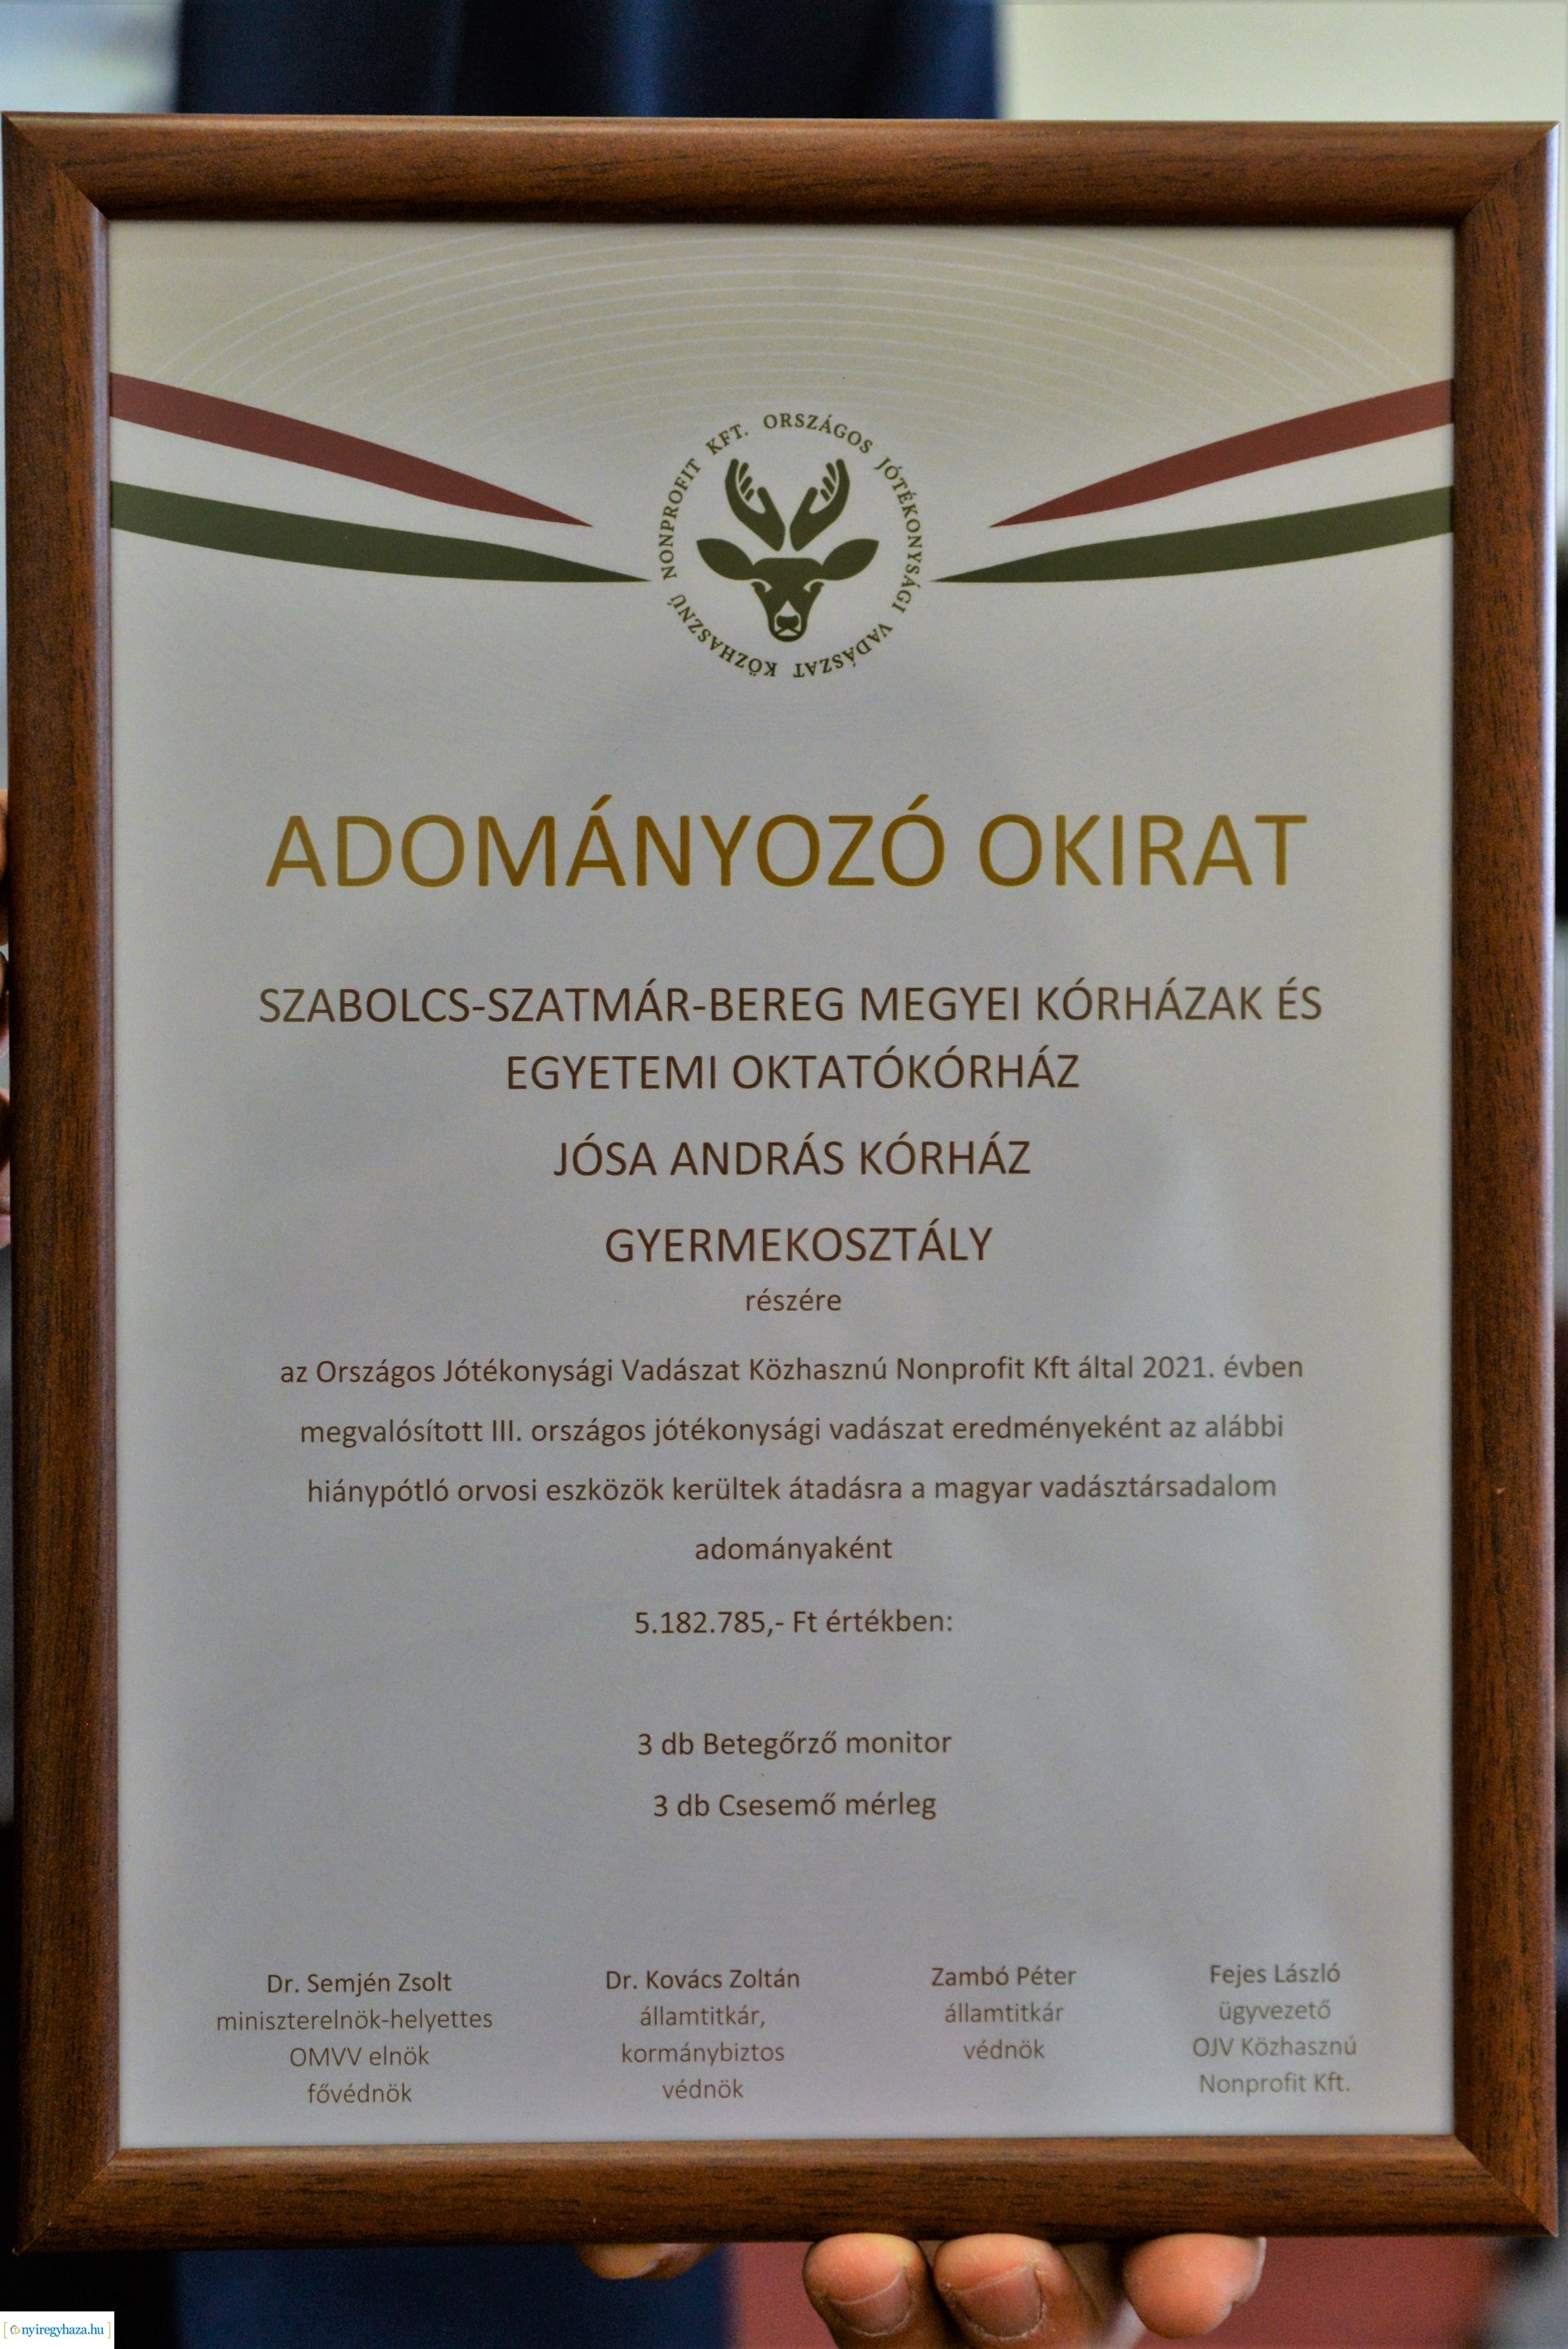 ORSZÁGOS JÓTÉKONYSÁGI VADÁSZAT KÖZHASZNÚ NONPROFIT KFT.
ADOMÁNYOZÓ OKIRAT
SZABOLCS-SZATMÁR-BEREG MEGYEI KÓRHÁZAK ÉS
EGYETEMI OKTATÓKÓRHÁZ
JÓSA ANDRÁS KÓRHÁZ
GYERMEKOSZTÁLY
részére
az Országos Jótékonysági Vadászat Közhasznú Nonprofit Kft által 2021. évben
megvalósított III. országos jótékonysági vadászat eredményeként az alábbi
hiánypótló orvosi eszközök kerültek átadásra a magyar vadásztársadalom
adományaként
5.182.785,- Ft értékben:
3 db Betegőrző monitor
3 db Csesemő mérleg
Dr. Semjén Zsolt
miniszterelnök-helyettes
OMVV elnök
fővédnök
Dr. Kovács Zoltán
államtitkár,
kormánybiztos
védnök
Zambó Péter
államtitkár
védnök
Fejes László
ügyvezető
OJV Közhasznú
Nonprofit Kft.
nyiregyhaza.hu